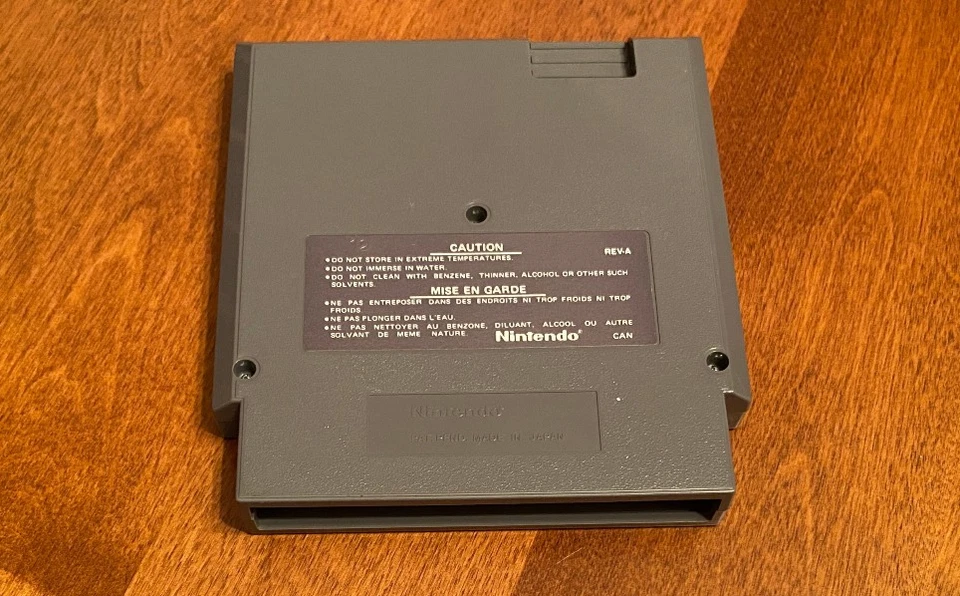 CAUTION
REV-A
•DO NOT STORE IN EXTREME TEMPERATURES.
•DO NOT IMMERSE IN WATER.
•DO NOT CLEAN WITH BENZENE, THINNER, ALCOHOL OR OTHER SUCH
SOLVENTS.
MISE EN GARDE
•NE PAS ENTREPOSER DANS DES ENDROITS NI TROP FROIDS NI TROP
FROIDS.
•NE PAS PLONGER DANS L'EAU.
•NE PAS NETTOYER AU BENZONE, DILUANT, ALCOOL OU AUTRE
SOLVANT DE MEME NATURE.
Nintendo®
CAN
Nintendo®
PAT. PEND. MADE IN JAPAN